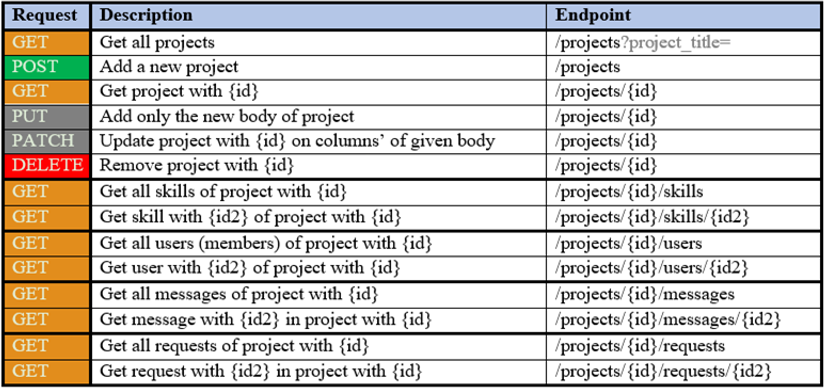 Request Description Endpoint
GET Get all projects /projects?project_title=
POST Add a new project /projects
GET Get project with {id} /projects/{id}
PUT Add only the new body of project /projects/{id}
PATCH Update project with {id} on columns’ of given body /projects/{id}
DELETE Remove project with {id} /projects/{id}
GET Get all skills of project with {id} /projects/{id}/skills
GET Get skill with {id2} of project with {id} /projects/{id}/skills/{id2}
GET Get all users (members) of project with {id} /projects/{id}/users
GET Get user with {id2} of project with {id} /projects/{id}/users/{id2}
GET Get all messages of project with {id} /projects/{id}/messages
GET Get message with {id2} in project with {id} /projects/{id}/messages/{id2}
GET Get all requests of project with {id} /projects/{id}/requests
GET Get request with {id2} in project with {id} /projects/{id}/requests/{id2}